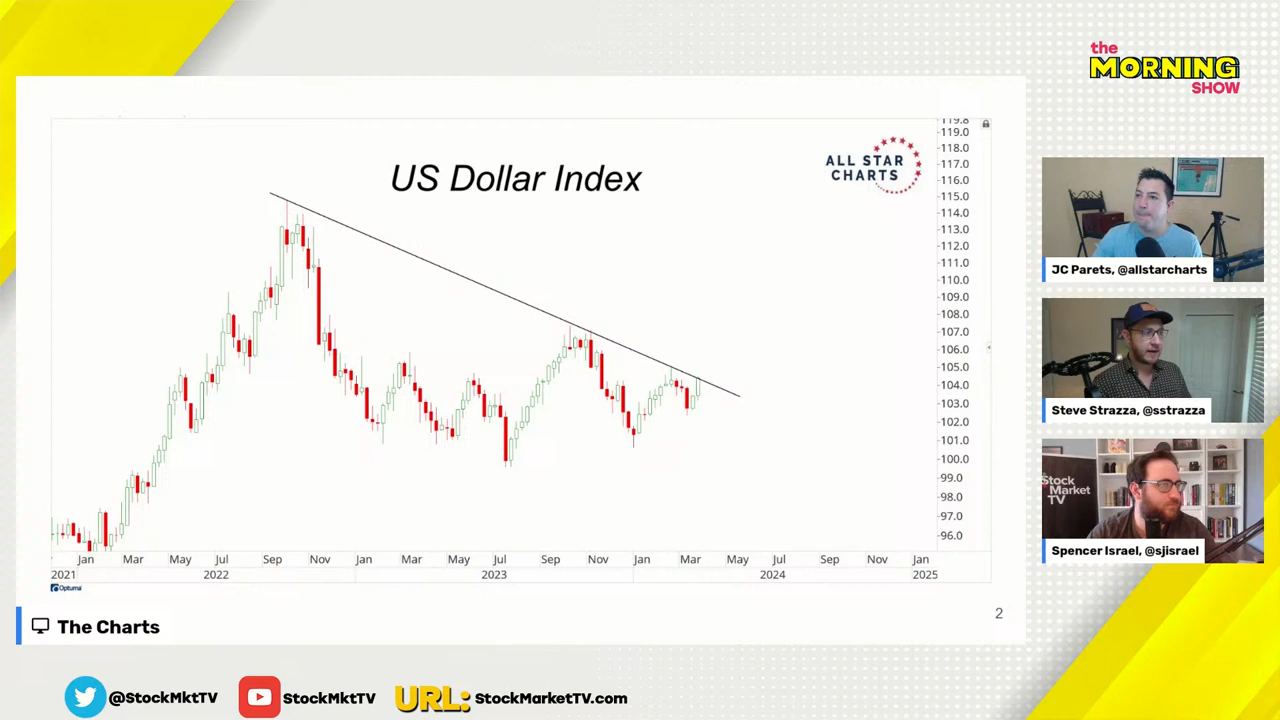 the
MORNING
SHOW
US Dollar Index
ALL STAR
CHARTS
119.8
119.0
118.0
117.0
116.0
115.0
114.0
113.0
112.0
111.0
110.0
109.0
108.0
107.0
106.0
105.0
104.0
103.0
102.0
101.0
100.0
99.0
98.0
97.0
96.0
Jan Mar May Jul Sep Nov Jan Mar May Jul Sep Nov Jan Mar May Jul Sep Nov Jan
2021 2022 2023 2024 2025
Optuma
2
The Charts
JC Parets, @allstarcharts
Steve Strazza, @sstrazza
Stock
Market
TV
Spencer Israel, @sjisrael
@StockMktTV
StockMktTV
URL: StockMarketTV.com